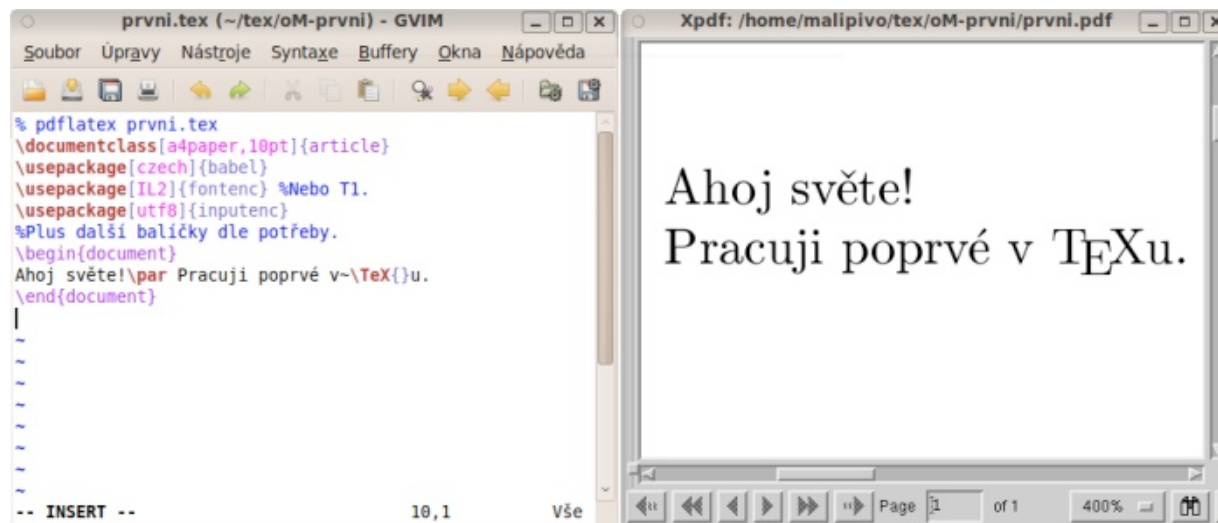 prvni.tex (~/tex/oM-prvni) - GVIM
Soubor Úpravy Nástroje Syntaxe Buffery Okna Nápověda
% pdflatex prvni.tex
\documentclass[a4paper,10pt]{article}
\usepackage[czech]{babel}
\usepackage[IL2]{fontenc} %Nebo T1.
\usepackage[utf8]{inputenc}
%Plus další balíčky dle potřeby.
\begin{document}
Ahoj světe!\par Pracuji poprvé v~\TeX{}u.
\end{document}
~
~
~
~
~
~
~
~
-- INSERT -- 10,1 Vše
Xpdf: /home/malipivo/tex/oM-prvni/prvni.pdf
Ahoj světe!
Pracuji poprvé v TEXu.
Page 1 of 1 400%